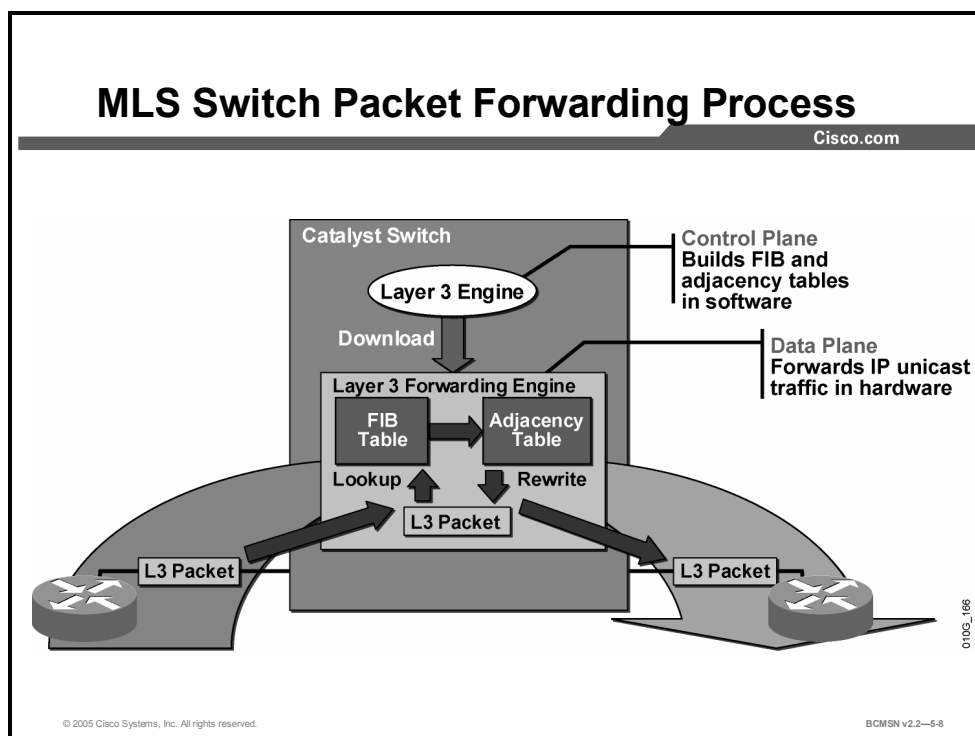 MLS Switch Packet Forwarding Process
Cisco.com
Catalyst Switch
Layer 3 Engine
Download
Control Plane
Builds FIB and
adjacency tables
in software
Data Plane
Forwards IP unicast
traffic in hardware
Layer 3 Forwarding Engine
FIB
Table
Adjacency
Table
Lookup
Rewrite
L3 Packet
L3 Packet
L3 Packet
010G_166
© 2005 Cisco Systems, Inc. All rights reserved.
BCMSN v2.2—5-8